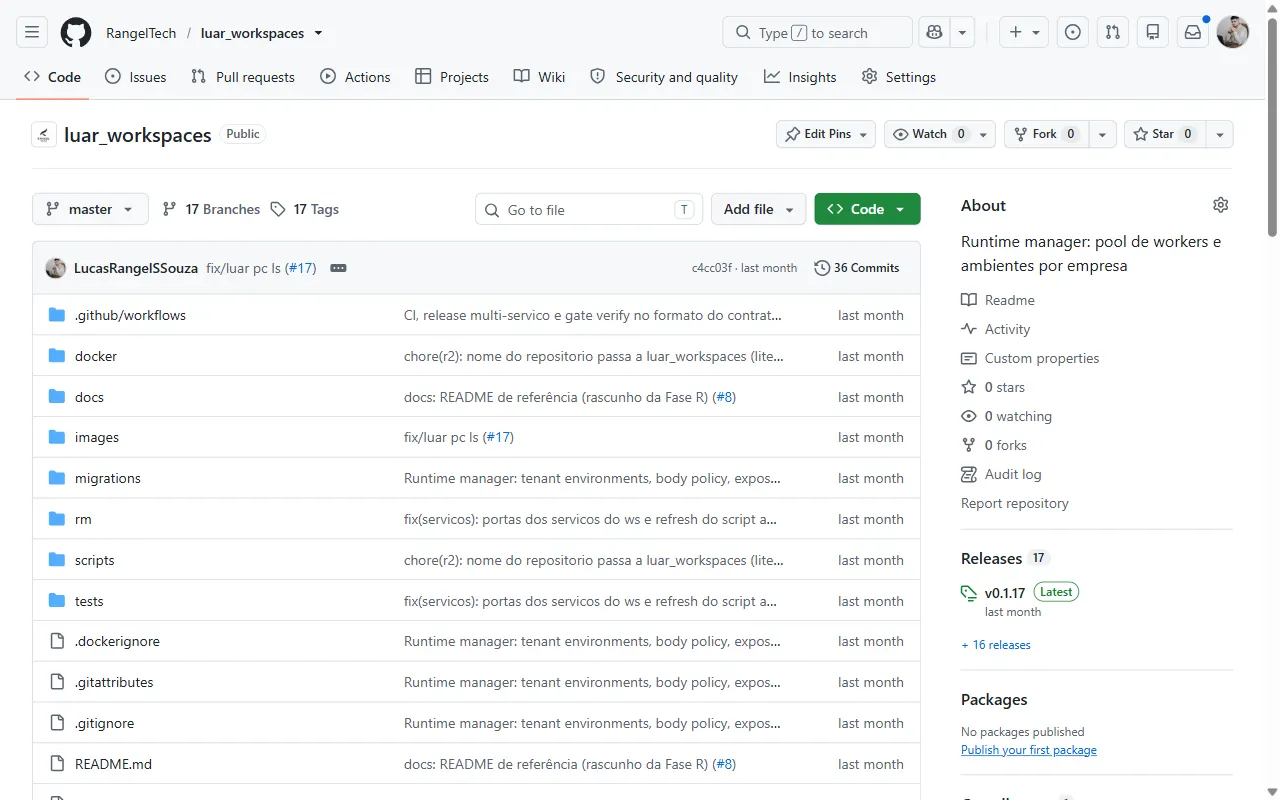 RangelTech / luar_workspaces
Type / to search
Code
Issues
Pull requests
Actions
Projects
Wiki
Security and quality
Insights
Settings
luar_workspaces Public
Edit Pins
Watch 0
Fork 0
Star 0
master
17 Branches
17 Tags
Go to file T
Add file
Code
LucasRangelSSouza fix/luar pc ls (#17)
c4cc03f · last month
36 Commits
.github/workflows CI, release multi-servico e gate verify no formato do contrat... last month
docker chore(r2): nome do repositorio passa a luar_workspaces (lite... last month
docs docs: README de referência (rascunho da Fase R) (#8) last month
images fix/luar pc ls (#17) last month
migrations Runtime manager: tenant environments, body policy, expos... last month
rm fix(servicos): portas dos servicos do ws e refresh do script a... last month
scripts chore(r2): nome do repositorio passa a luar_workspaces (lite... last month
tests fix(servicos): portas dos servicos do ws e refresh do script a... last month
.dockerignore Runtime manager: tenant environments, body policy, expos... last month
.gitattributes Runtime manager: tenant environments, body policy, expos... last month
.gitignore Runtime manager: tenant environments, body policy, expos... last month
README.md docs: README de referência (rascunho da Fase R) (#8) last month
About
Runtime manager: pool de workers e
ambientes por empresa
Readme
Activity
Custom properties
0 stars
0 watching
0 forks
Audit log
Report repository
Releases 17
v0.1.17 Latest
last month
+ 16 releases
Packages
No packages published
Publish your first package